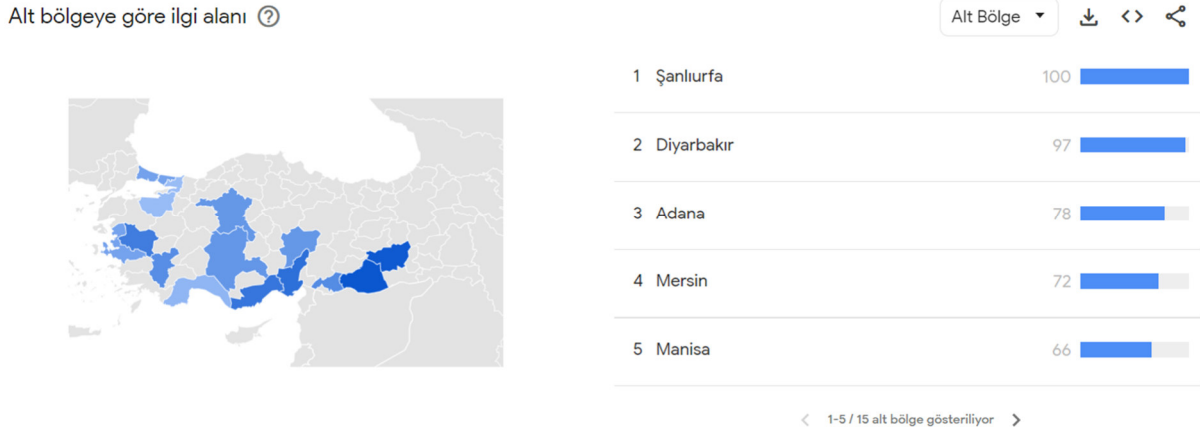 Alt bölgeye göre ilgi alanı ?
Alt Bölge
1 Şanlıurfa 100
2 Diyarbakır 97
3 Adana 78
4 Mersin 72
5 Manisa 66
1-5 / 15 alt bölge gösteriliyor